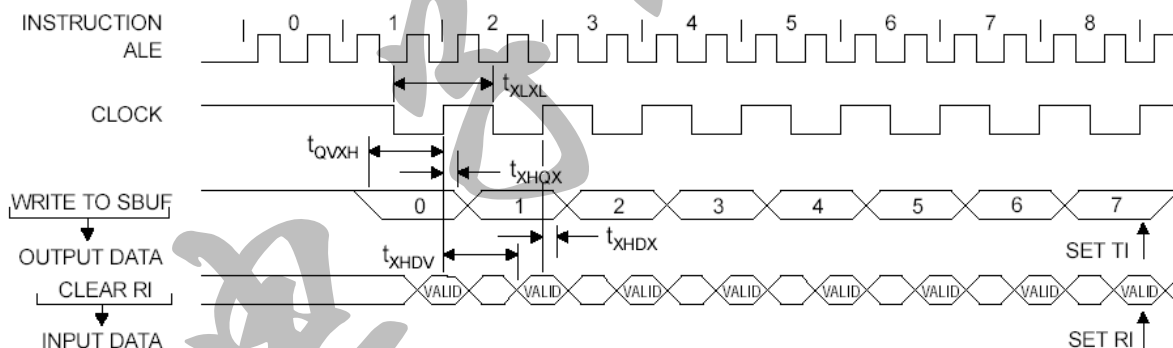 INSTRUCTION 0 1 2 3 4 5 6 7 8
ALE
tXLXL
CLOCK
tQVXH
tXHQX
WRITE TO SBUF 0 1 2 3 4 5 6 7
tXHDX
tXHDV
SET TI
OUTPUT DATA
CLEAR RI VALID VALID VALID VALID VALID VALID VALID VALID
INPUT DATA
SET RI